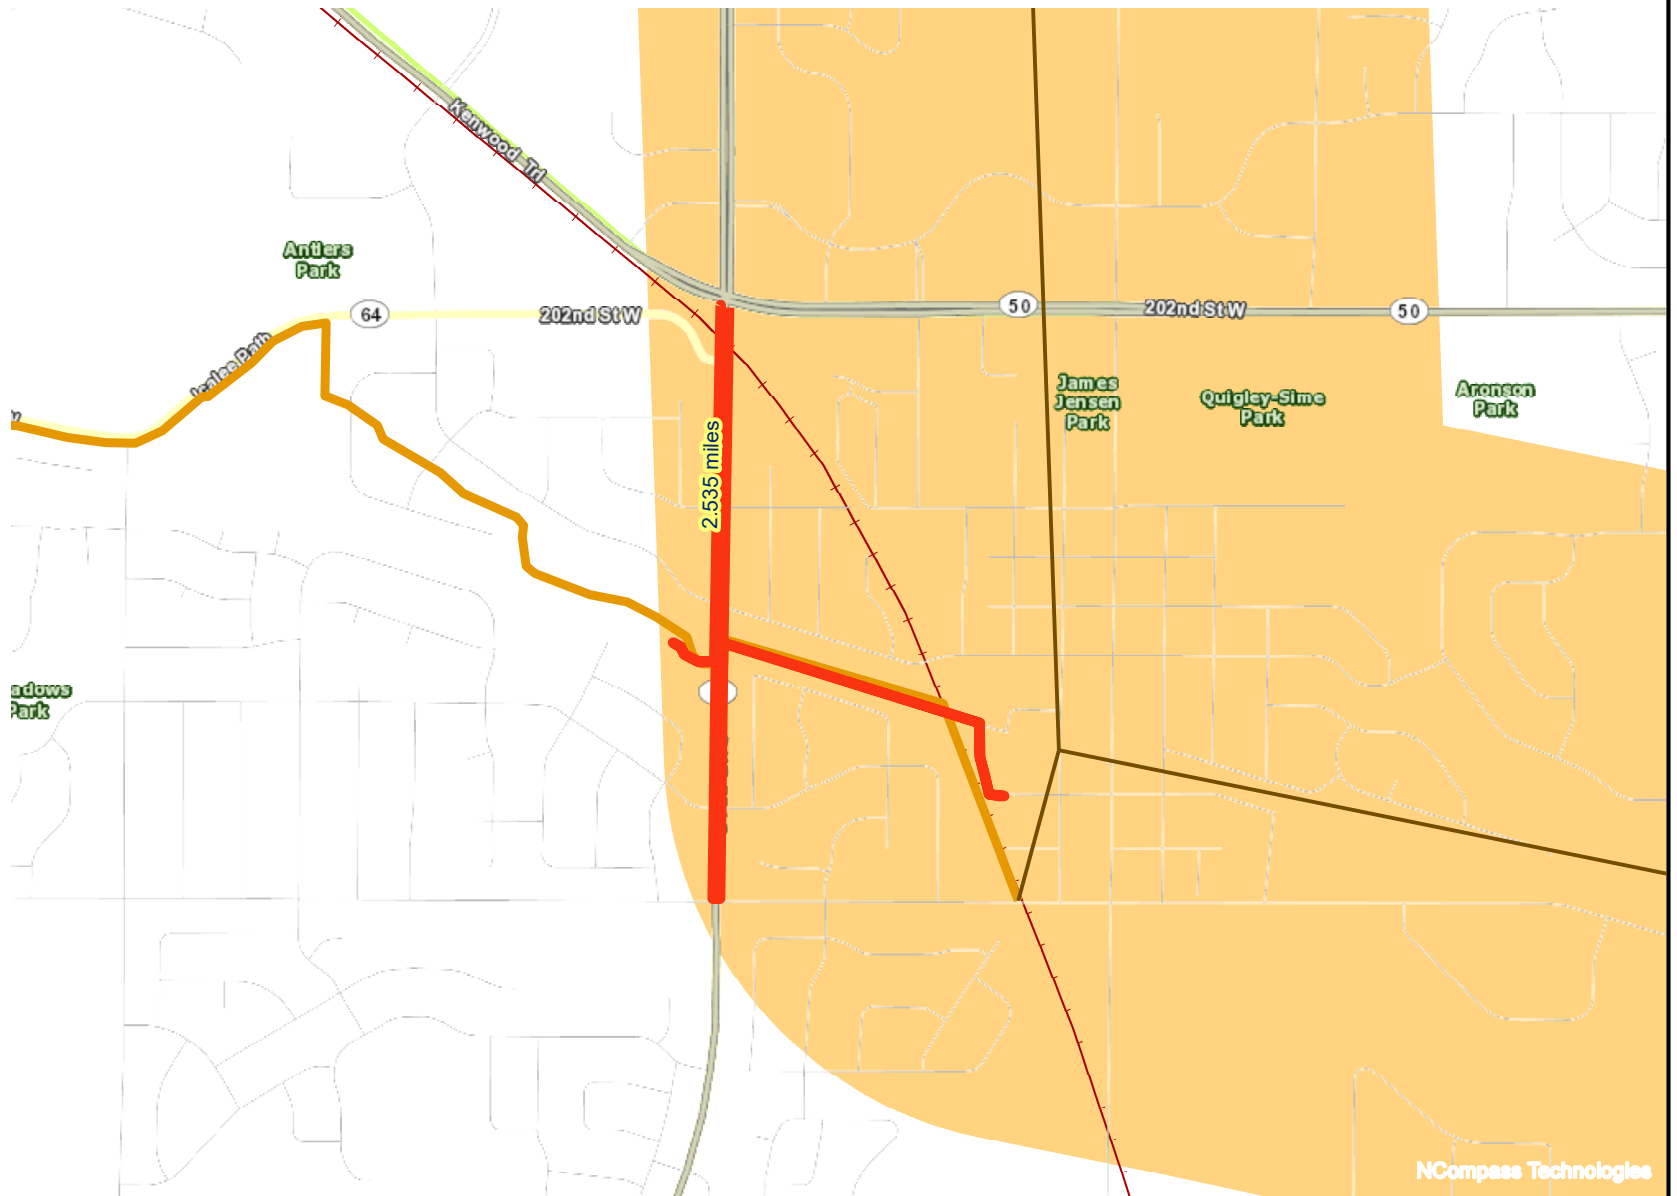 Kenwood Trl
Antlers
Park
64
202nd St W
50
202nd St W
50
Icalee Path
James
Jensen
Park
Quigley-Sime
Park
Aronson
Park
2.535 miles
adows
Park
NCompass Technologies